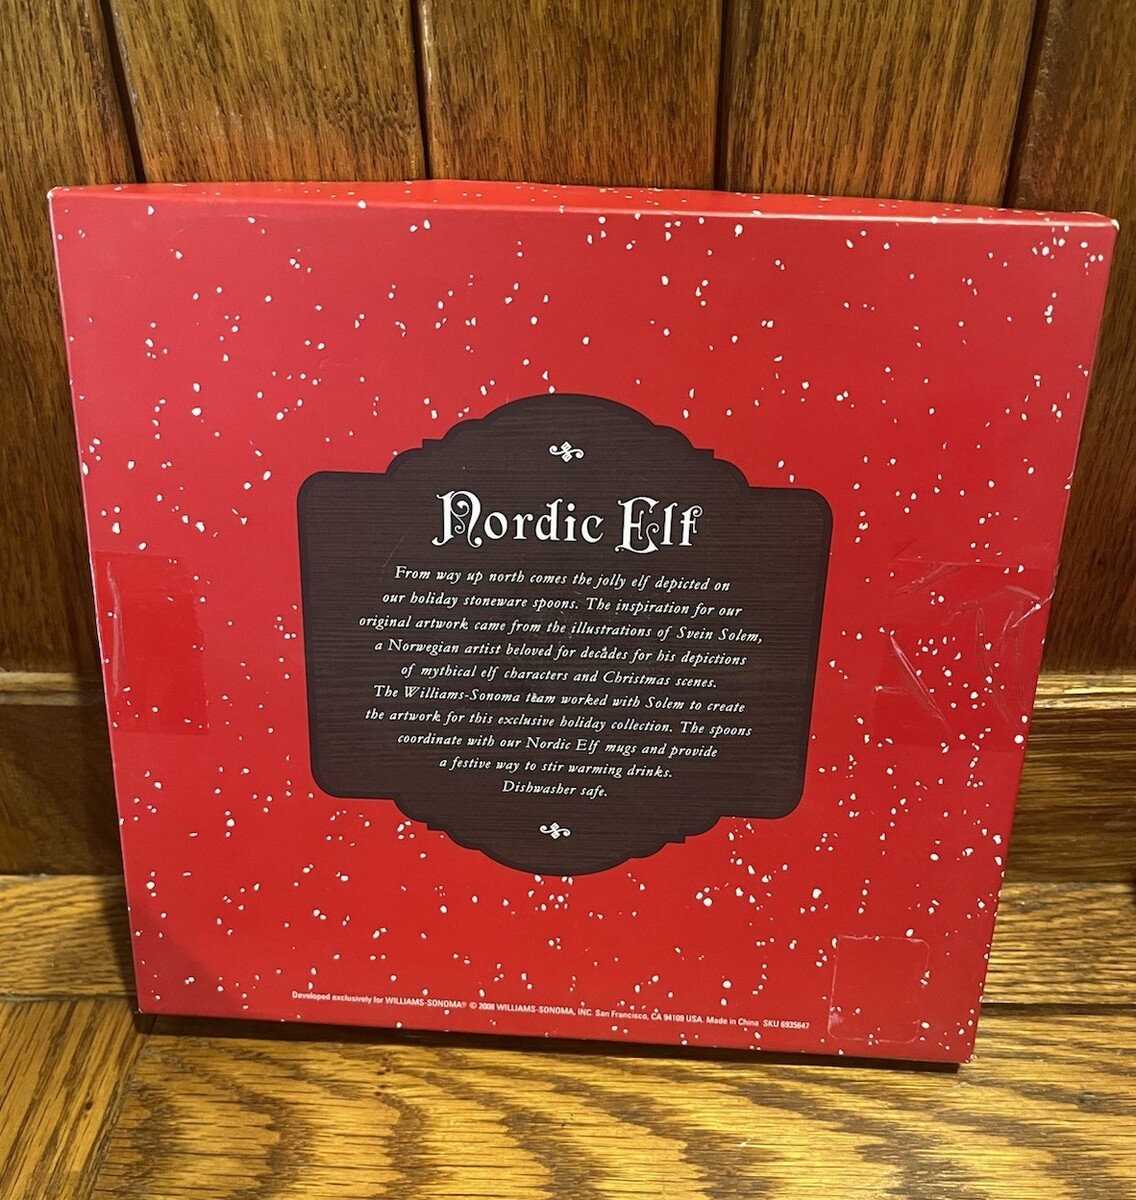 Nordic Elf
From way up north comes the jolly elf depicted on
our holiday stoneware spoons. The inspiration for our
original artwork came from the illustrations of Svein Solem,
a Norwegian artist beloved for decades for his depictions
of mythical elf characters and Christmas scenes.
The Williams-Sonoma team worked with Solem to create
the artwork for this exclusive holiday collection. The spoons
coordinate with our Nordic Elf mugs and provide
a festive way to stir warming drinks.
Dishwasher safe.
Developed exclusively for WILLIAMS-SONOMA® © 2008 WILLIAMS-SONOMA, INC. San Francisco, CA 94109 USA. Made in China SKU 6935647